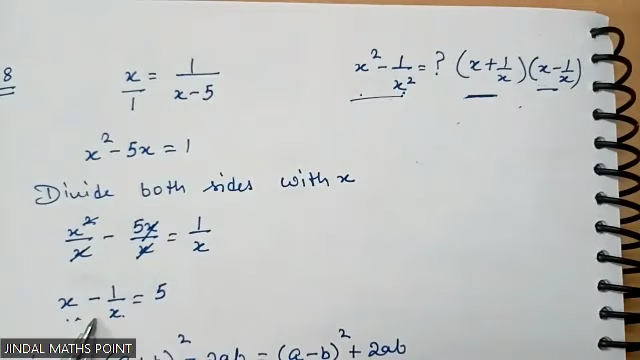 8
x/1 = 1/(x-5)
x² - 1/x² = ? (x + 1/x)(x - 1/x)
x² - 5x = 1
Divide both sides with x
x²/x - 5x/x = 1/x
x - 1/x = 5
2ab = (a-b)² + 2ab
JINDAL MATHS POINT